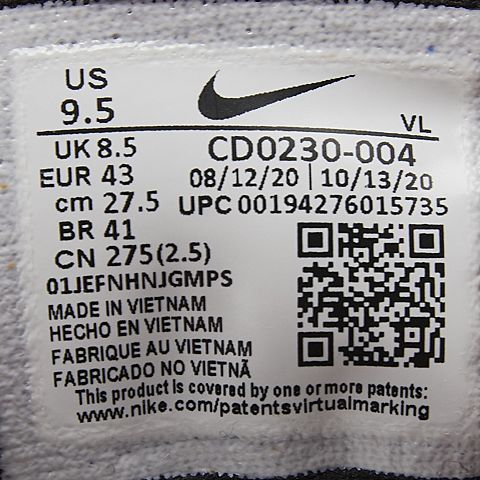 US
9.5
VL
UK 8.5
CD0230-004
EUR 43
08/12/20 | 10/13/20
cm 27.5
UPC 00194276015735
BR 41
CN 275(2.5)
01JEFNHNJGMPS
MADE IN VIETNAM
HECHO EN VIETNAM
FABRIQUE AU VIETNAM
FABRICADO NO VIETNÃ
This product is covered by one or more patents:
www.nike.com/patentsvirtualmarking